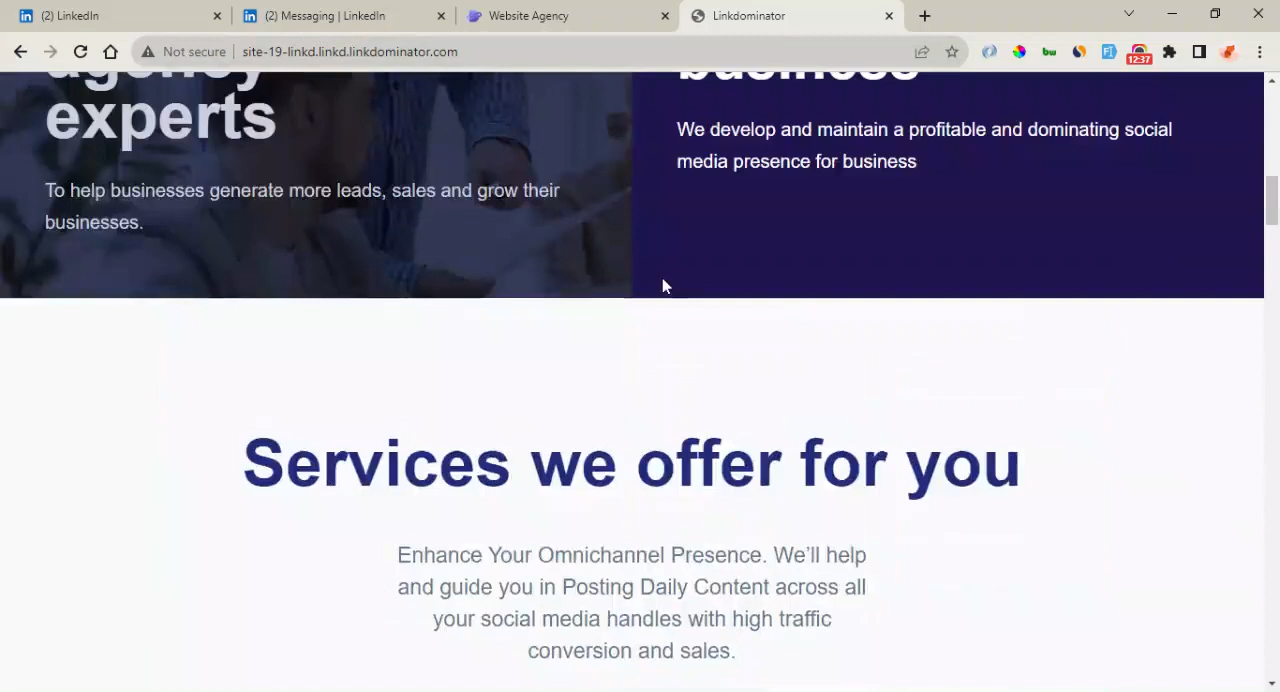 (2) LinkedIn
(2) Messaging | LinkedIn
Website Agency
Linkdominator
Not secure
site-19-linkd.linkd.linkdominator.com
bw
12:37
agency
experts
To help businesses generate more leads, sales and grow their
businesses.
business
We develop and maintain a profitable and dominating social
media presence for business
Services we offer for you
Enhance Your Omnichannel Presence. We’ll help
and guide you in Posting Daily Content across all
your social media handles with high traffic
conversion and sales.